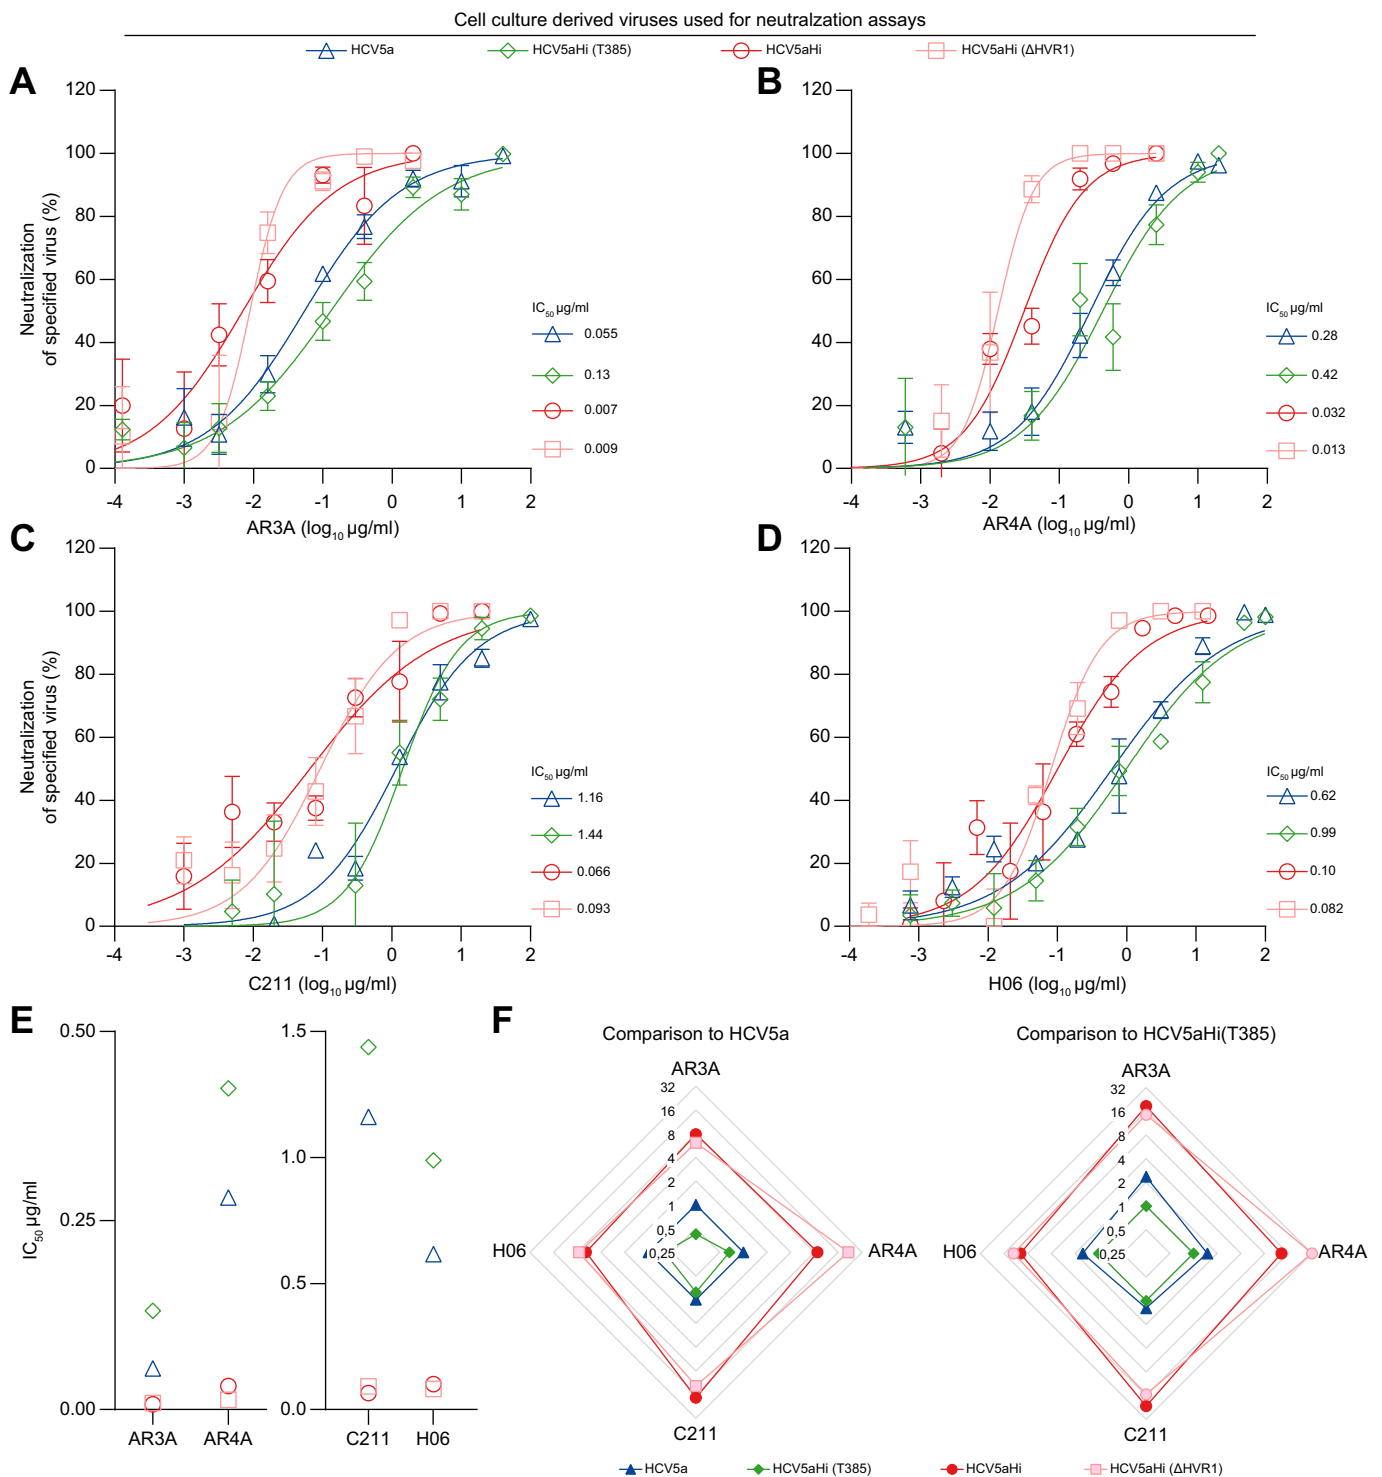 Cell culture derived viruses used for neutralzation assays
HCV5a HCV5aHi (T385) HCV5aHi HCV5aHi (ΔHVR1)
A
120
100
80
60
40
20
0
Neutralization
of specified virus (%)
-4 -3 -2 -1 0 1 2
AR3A (log10 µg/ml)
IC50 µg/ml
0.055
0.13
0.007
0.009
B
120
100
80
60
40
20
0
-4 -3 -2 -1 0 1 2
AR4A (log10 µg/ml)
IC50 µg/ml
0.28
0.42
0.032
0.013
C
120
100
80
60
40
20
0
Neutralization
of specified virus (%)
-4 -3 -2 -1 0 1 2
C211 (log10 µg/ml)
IC50 µg/ml
1.16
1.44
0.066
0.093
D
120
100
80
60
40
20
0
-4 -3 -2 -1 0 1 2
H06 (log10 µg/ml)
IC50 µg/ml
0.62
0.99
0.10
0.082
E
IC50 µg/ml
0.50
0.25
0.00
AR3A AR4A
1.5
1.0
0.5
0.0
C211 H06
F
Comparison to HCV5a
AR3A
32
16
8
4
2
1
0,5
0,25
H06
AR4A
C211
Comparison to HCV5aHi(T385)
AR3A
32
16
8
4
2
1
0,5
0,25
H06
AR4A
C211
HCV5a HCV5aHi (T385) HCV5aHi HCV5aHi (ΔHVR1)